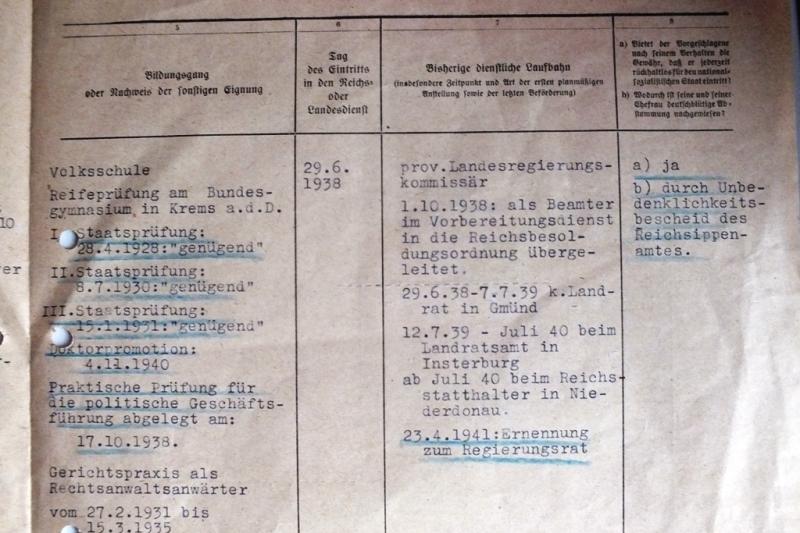 5
Bildungsgang
oder Nachweis der sonstigen Eignung
6
Tag
des Eintritts
in den Reichs-
oder
Landesdienst
7
Bisherige dienstliche Laufbahn
(insbesondere Zeitpunkt und Art der ersten planmäßigen
Anstellung sowie der letzten Beförderung)
8
a) Bietet der Vorgeschlagene
nach seinem Verhalten die
Gewähr, daß er jederzeit
rückhaltlos für den national-
sozialistischen Staat eintritt?
b) Wodurch ist seine und seiner
Ehefrau deutschblütige Ab-
stammung nachgewiesen?
Volksschule
Reifeprüfung am Bundes-
gymnasium in Krems a.d.D.
I. Staatsprüfung:
28.4.1928:"genügend"
II.Staatsprüfung:
8.7.1930:"genügend"
III.Staatsprüfung:
15.1.1931:"genügend"
Doktorpromotion:
4.11.1940
Praktische Prüfung für
die politische Geschäfts-
führung abgelegt am:
17.10.1938.
Gerichtspraxis als
Rechtsanwaltsanwärter
vom 27.2.1931 bis
15.3.1935
29.6.
1938
prov.Landesregierungs-
kommissär
1.10.1938: als Beamter
im Vorbereitungsdienst
in die Reichsbesol-
dungsordnung überge-
leitet.
29.6.38-7.7.39 k.Land-
rat in Gmünd
12.7.39 - Juli 40 beim
Landratsamt in
Insterburg
ab Juli 40 beim Reichs-
statthalter in Nie-
derdonau.
23.4.1941:Ernennung
zum Regierungsrat
a) ja
b) durch Unbe-
denklichkeits-
bescheid des
Reichsippen-
amtes.
10